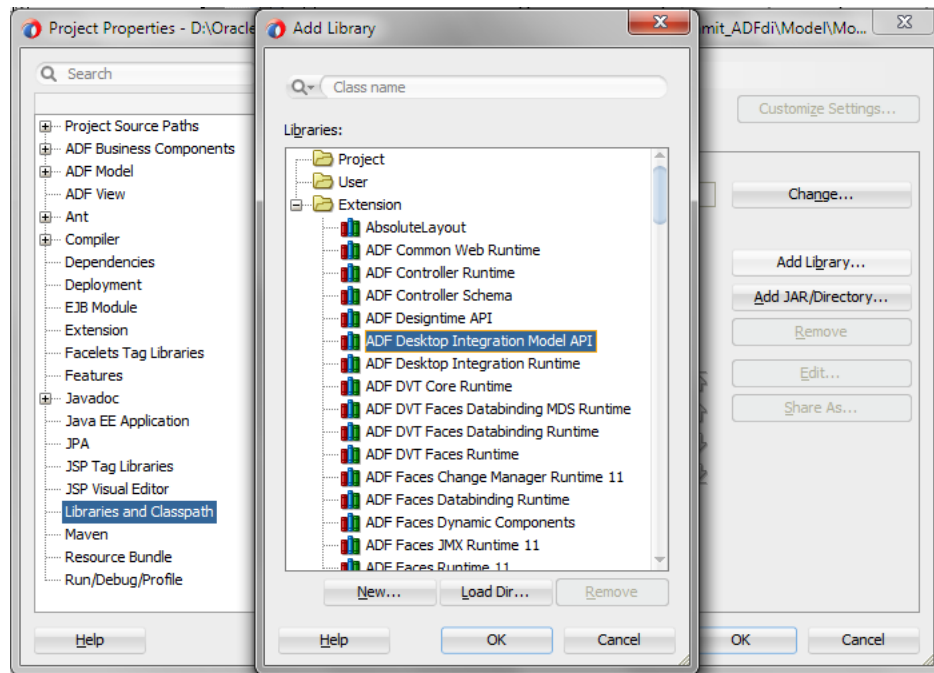 Project Properties - D:\Oracle
Search
Project Source Paths
ADF Business Components
ADF Model
ADF View
Ant
Compiler
Dependencies
Deployment
EJB Module
Extension
Facelets Tag Libraries
Features
Javadoc
Java EE Application
JPA
JSP Tag Libraries
JSP Visual Editor
Libraries and Classpath
Maven
Resource Bundle
Run/Debug/Profile
Help
Add Library
Class name
Libraries:
Project
User
Extension
AbsoluteLayout
ADF Common Web Runtime
ADF Controller Runtime
ADF Controller Schema
ADF Designtime API
ADF Desktop Integration Model API
ADF Desktop Integration Runtime
ADF DVT Core Runtime
ADF DVT Faces Databinding MDS Runtime
ADF DVT Faces Databinding Runtime
ADF DVT Faces Runtime
ADF Faces Change Manager Runtime 11
ADF Faces Databinding Runtime
ADF Faces Dynamic Components
ADF Faces JMX Runtime 11
ADF Faces Runtime 11
New... Load Dir... Remove
Help OK Cancel
mit_ADFdi\Model\Mo...
Customize Settings...
Change...
Add Library...
Add JAR/Directory...
Remove
Edit...
Share As...
OK Cancel